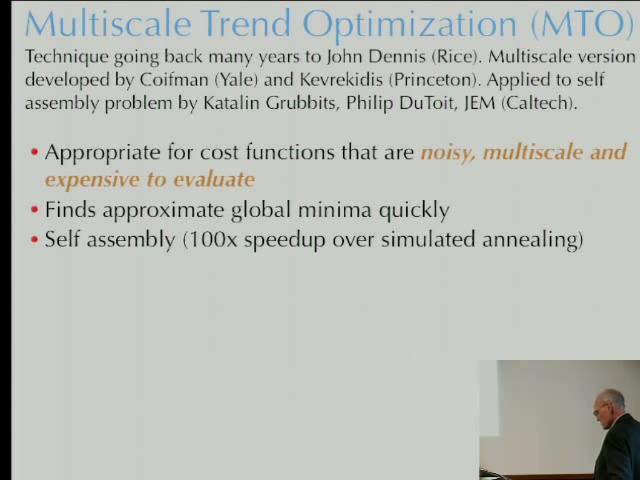 Multiscale Trend Optimization (MTO)
Technique going back many years to John Dennis (Rice). Multiscale version
developed by Coifman (Yale) and Kevrekidis (Princeton). Applied to self
assembly problem by Katalin Grubbits, Philip DuToit, JEM (Caltech).
• Appropriate for cost functions that are noisy, multiscale and
expensive to evaluate
• Finds approximate global minima quickly
• Self assembly (100x speedup over simulated annealing)